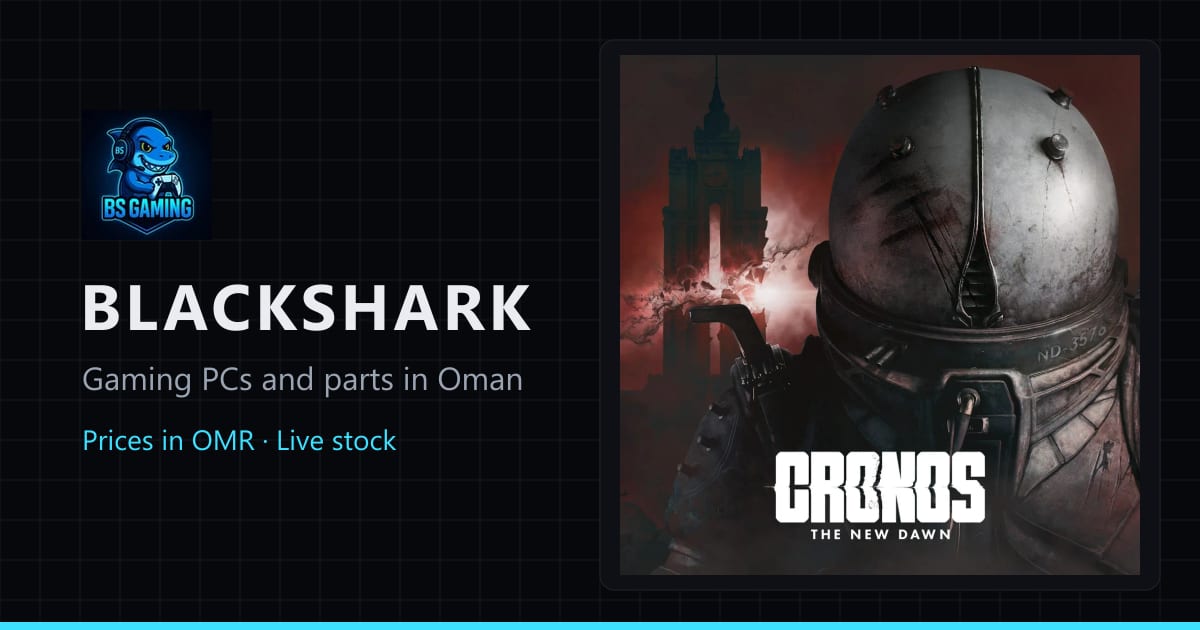 BS
BS GAMING
BLACKSHARK
Gaming PCs and parts in Oman
Prices in OMR · Live stock
ND-3576
CRONOS
THE NEW DAWN